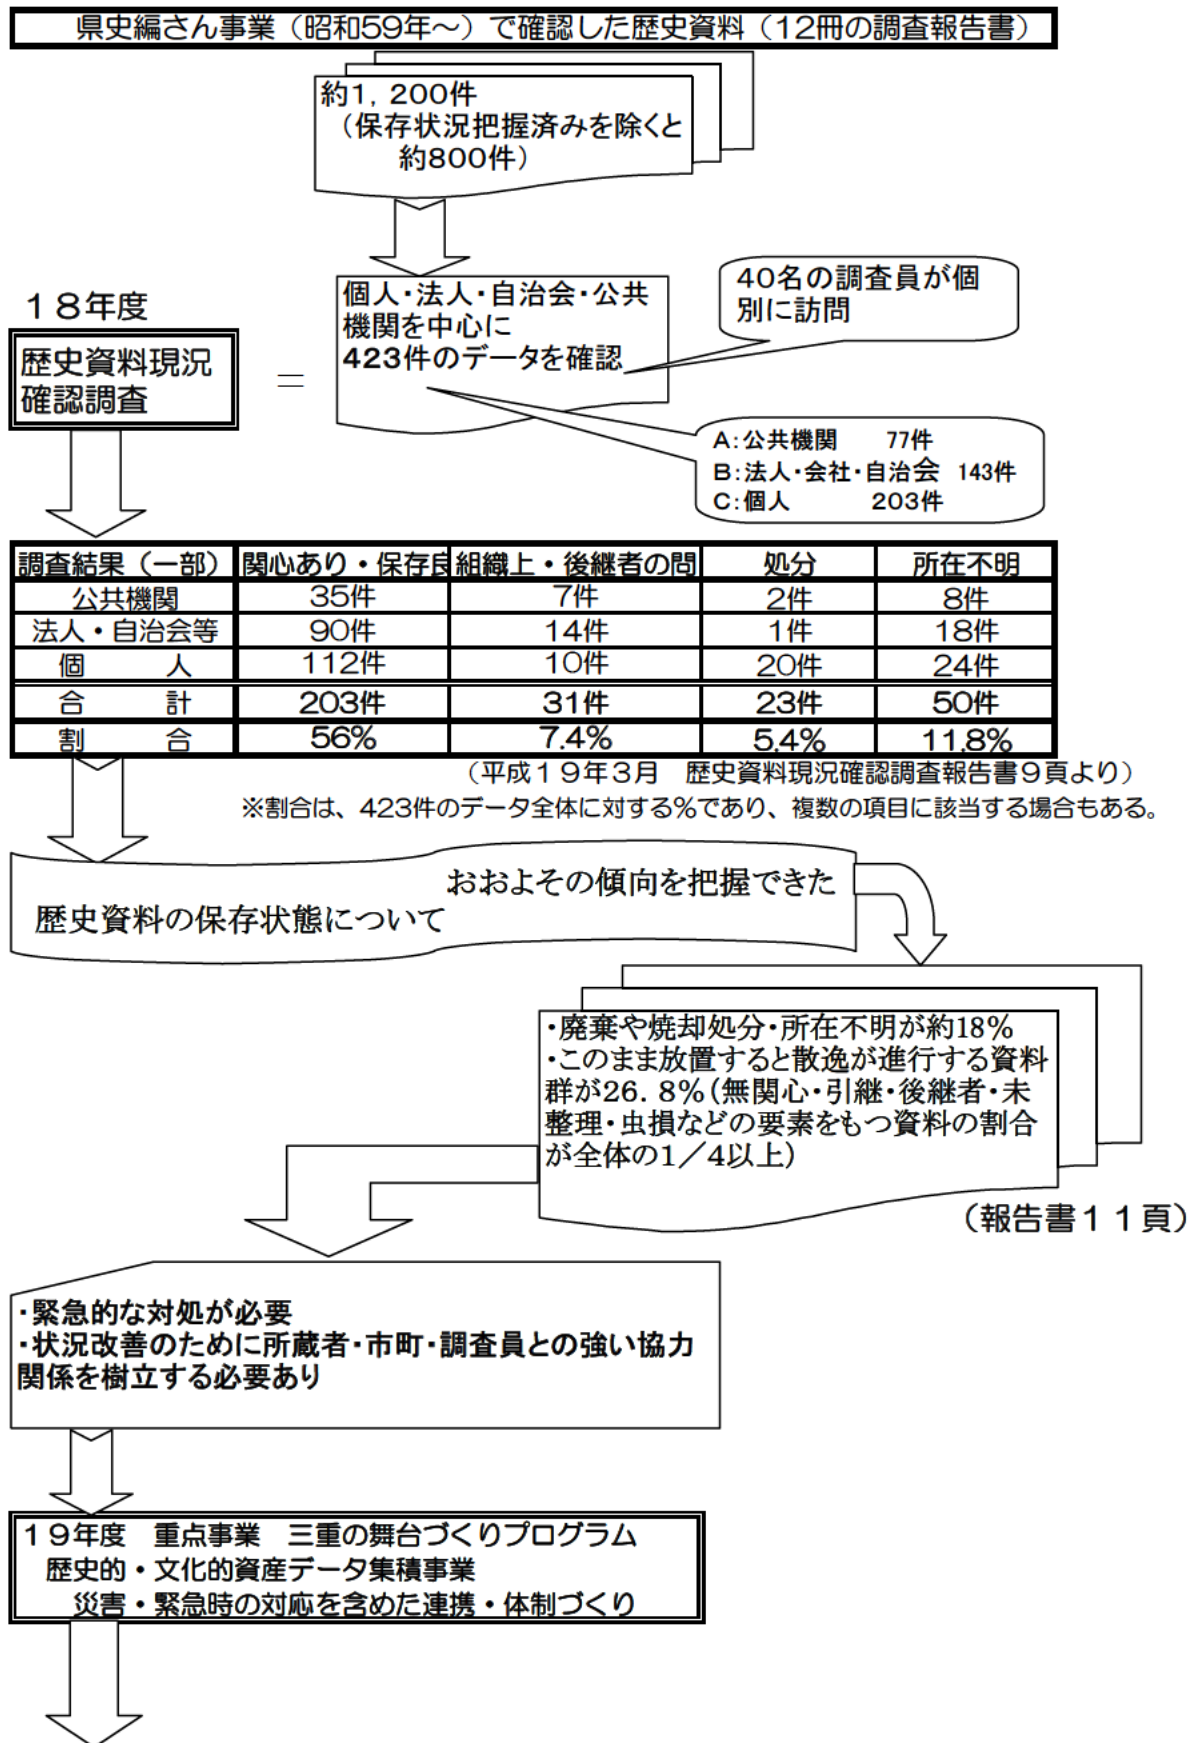 県史編さん事業（昭和59年～）で確認した歴史資料（12冊の調査報告書）
約1，200件
（保存状況把握済みを除くと
約800件）
個人・法人・自治会・公共
機関を中心に
423件のデータを確認
40名の調査員が個
別に訪問
18年度
歴史資料現況
確認調査
＝
A：公共機関　77件
B：法人・会社・自治会　143件
C：個人　203件
調査結果（一部）　関心あり・保存良　組織上・後継者の問　処分　所在不明
公共機関　35件　7件　2件　8件
法人・自治会等　90件　14件　1件　18件
個　人　112件　10件　20件　24件
合　計　203件　31件　23件　50件
割　合　56%　7.4%　5.4%　11.8%
（平成19年3月　歴史資料現況確認調査報告書9頁より）
※割合は、423件のデータ全体に対する%であり、複数の項目に該当する場合もある。
歴史資料の保存状態について　おおよその傾向を把握できた
・廃棄や焼却処分・所在不明が約18%
・このまま放置すると散逸が進行する資料
群が26．8%（無関心・引継・後継者・未
整理・虫損などの要素をもつ資料の割合
が全体の1／4以上）
（報告書11頁）
・緊急的な対処が必要
・状況改善のために所蔵者・市町・調査員との強い協力
関係を樹立する必要あり
19年度　重点事業　三重の舞台づくりプログラム
歴史的・文化的資産データ集積事業
災害・緊急時の対応を含めた連携・体制づくり